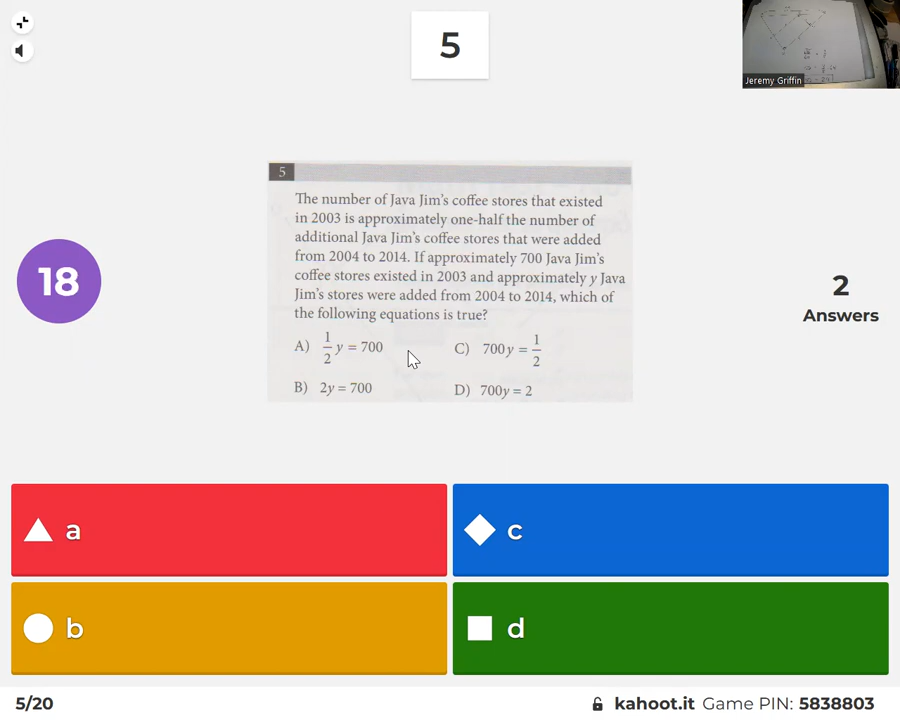 5
Jeremy Griffin
5
The number of Java Jim's coffee stores that existed
in 2003 is approximately one-half the number of
additional Java Jim's coffee stores that were added
from 2004 to 2014. If approximately 700 Java Jim's
coffee stores existed in 2003 and approximately y Java
Jim's stores were added from 2004 to 2014, which of
the following equations is true?
A) 1/2 y = 700
C) 700y = 1/2
B) 2y = 700
D) 700y = 2
18
2
Answers
a
c
b
d
5/20
kahoot.it Game PIN: 5838803